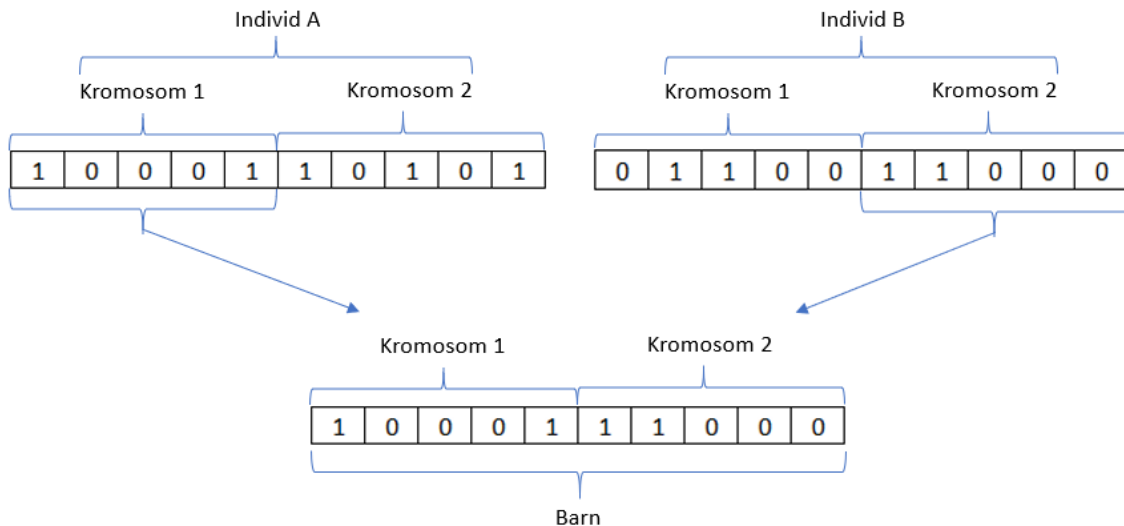 Individ A
Individ B
Kromosom 1
Kromosom 2
Kromosom 1
Kromosom 2
1 0 0 0 1 1 0 1 0 1
0 1 1 0 0 1 1 0 0 0
Kromosom 1
Kromosom 2
1 0 0 0 1 1 1 0 0 0
Barn